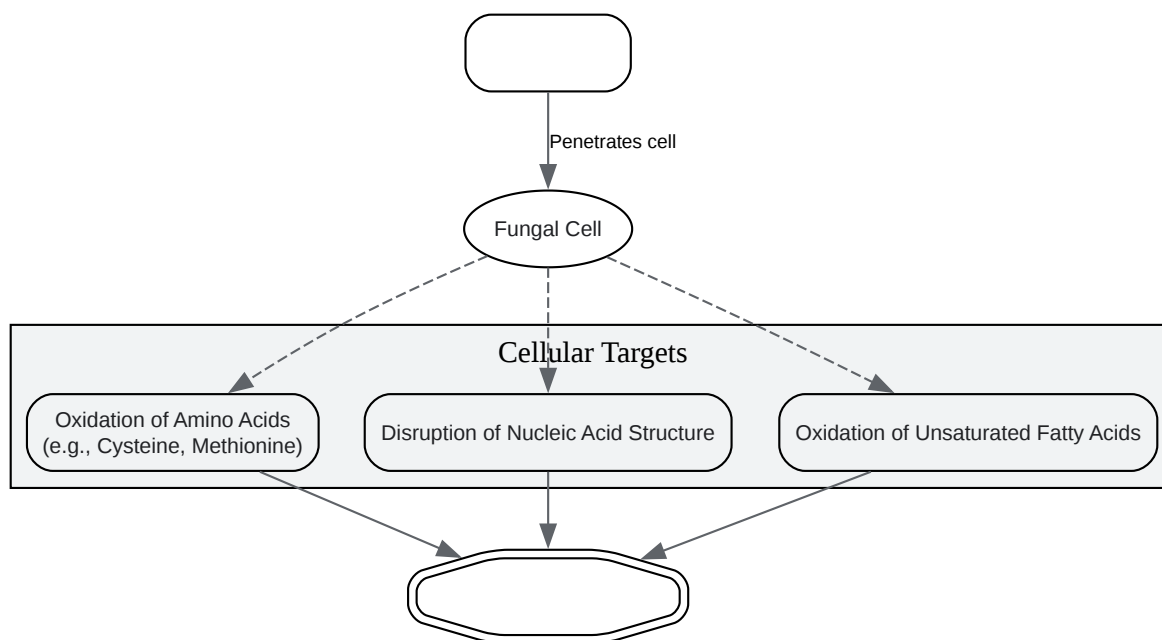 Penetrates cell
Fungal Cell
Cellular Targets
Oxidation of Amino Acids
(e.g., Cysteine, Methionine)
Disruption of Nucleic Acid Structure
Oxidation of Unsaturated Fatty Acids